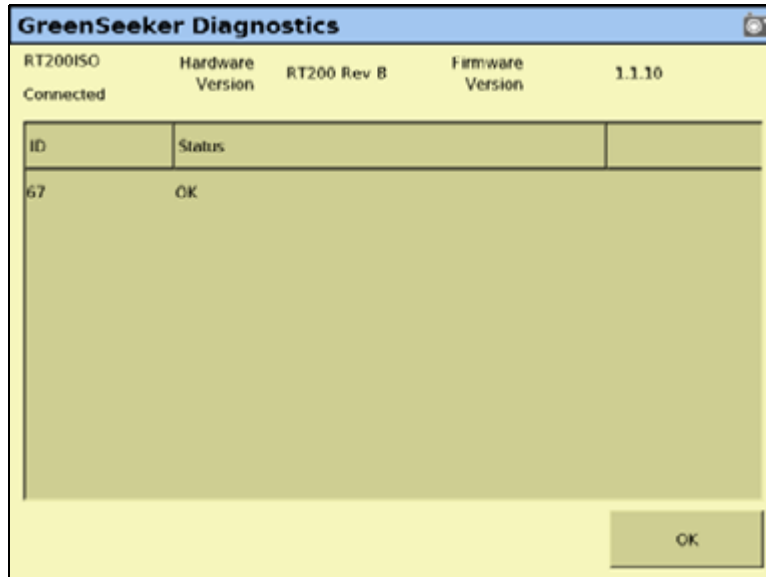 GreenSeeker Diagnostics
RT200ISO
Connected
Hardware
Version
RT200 Rev B
Firmware
Version
1.1.10
ID Status
67 OK
OK